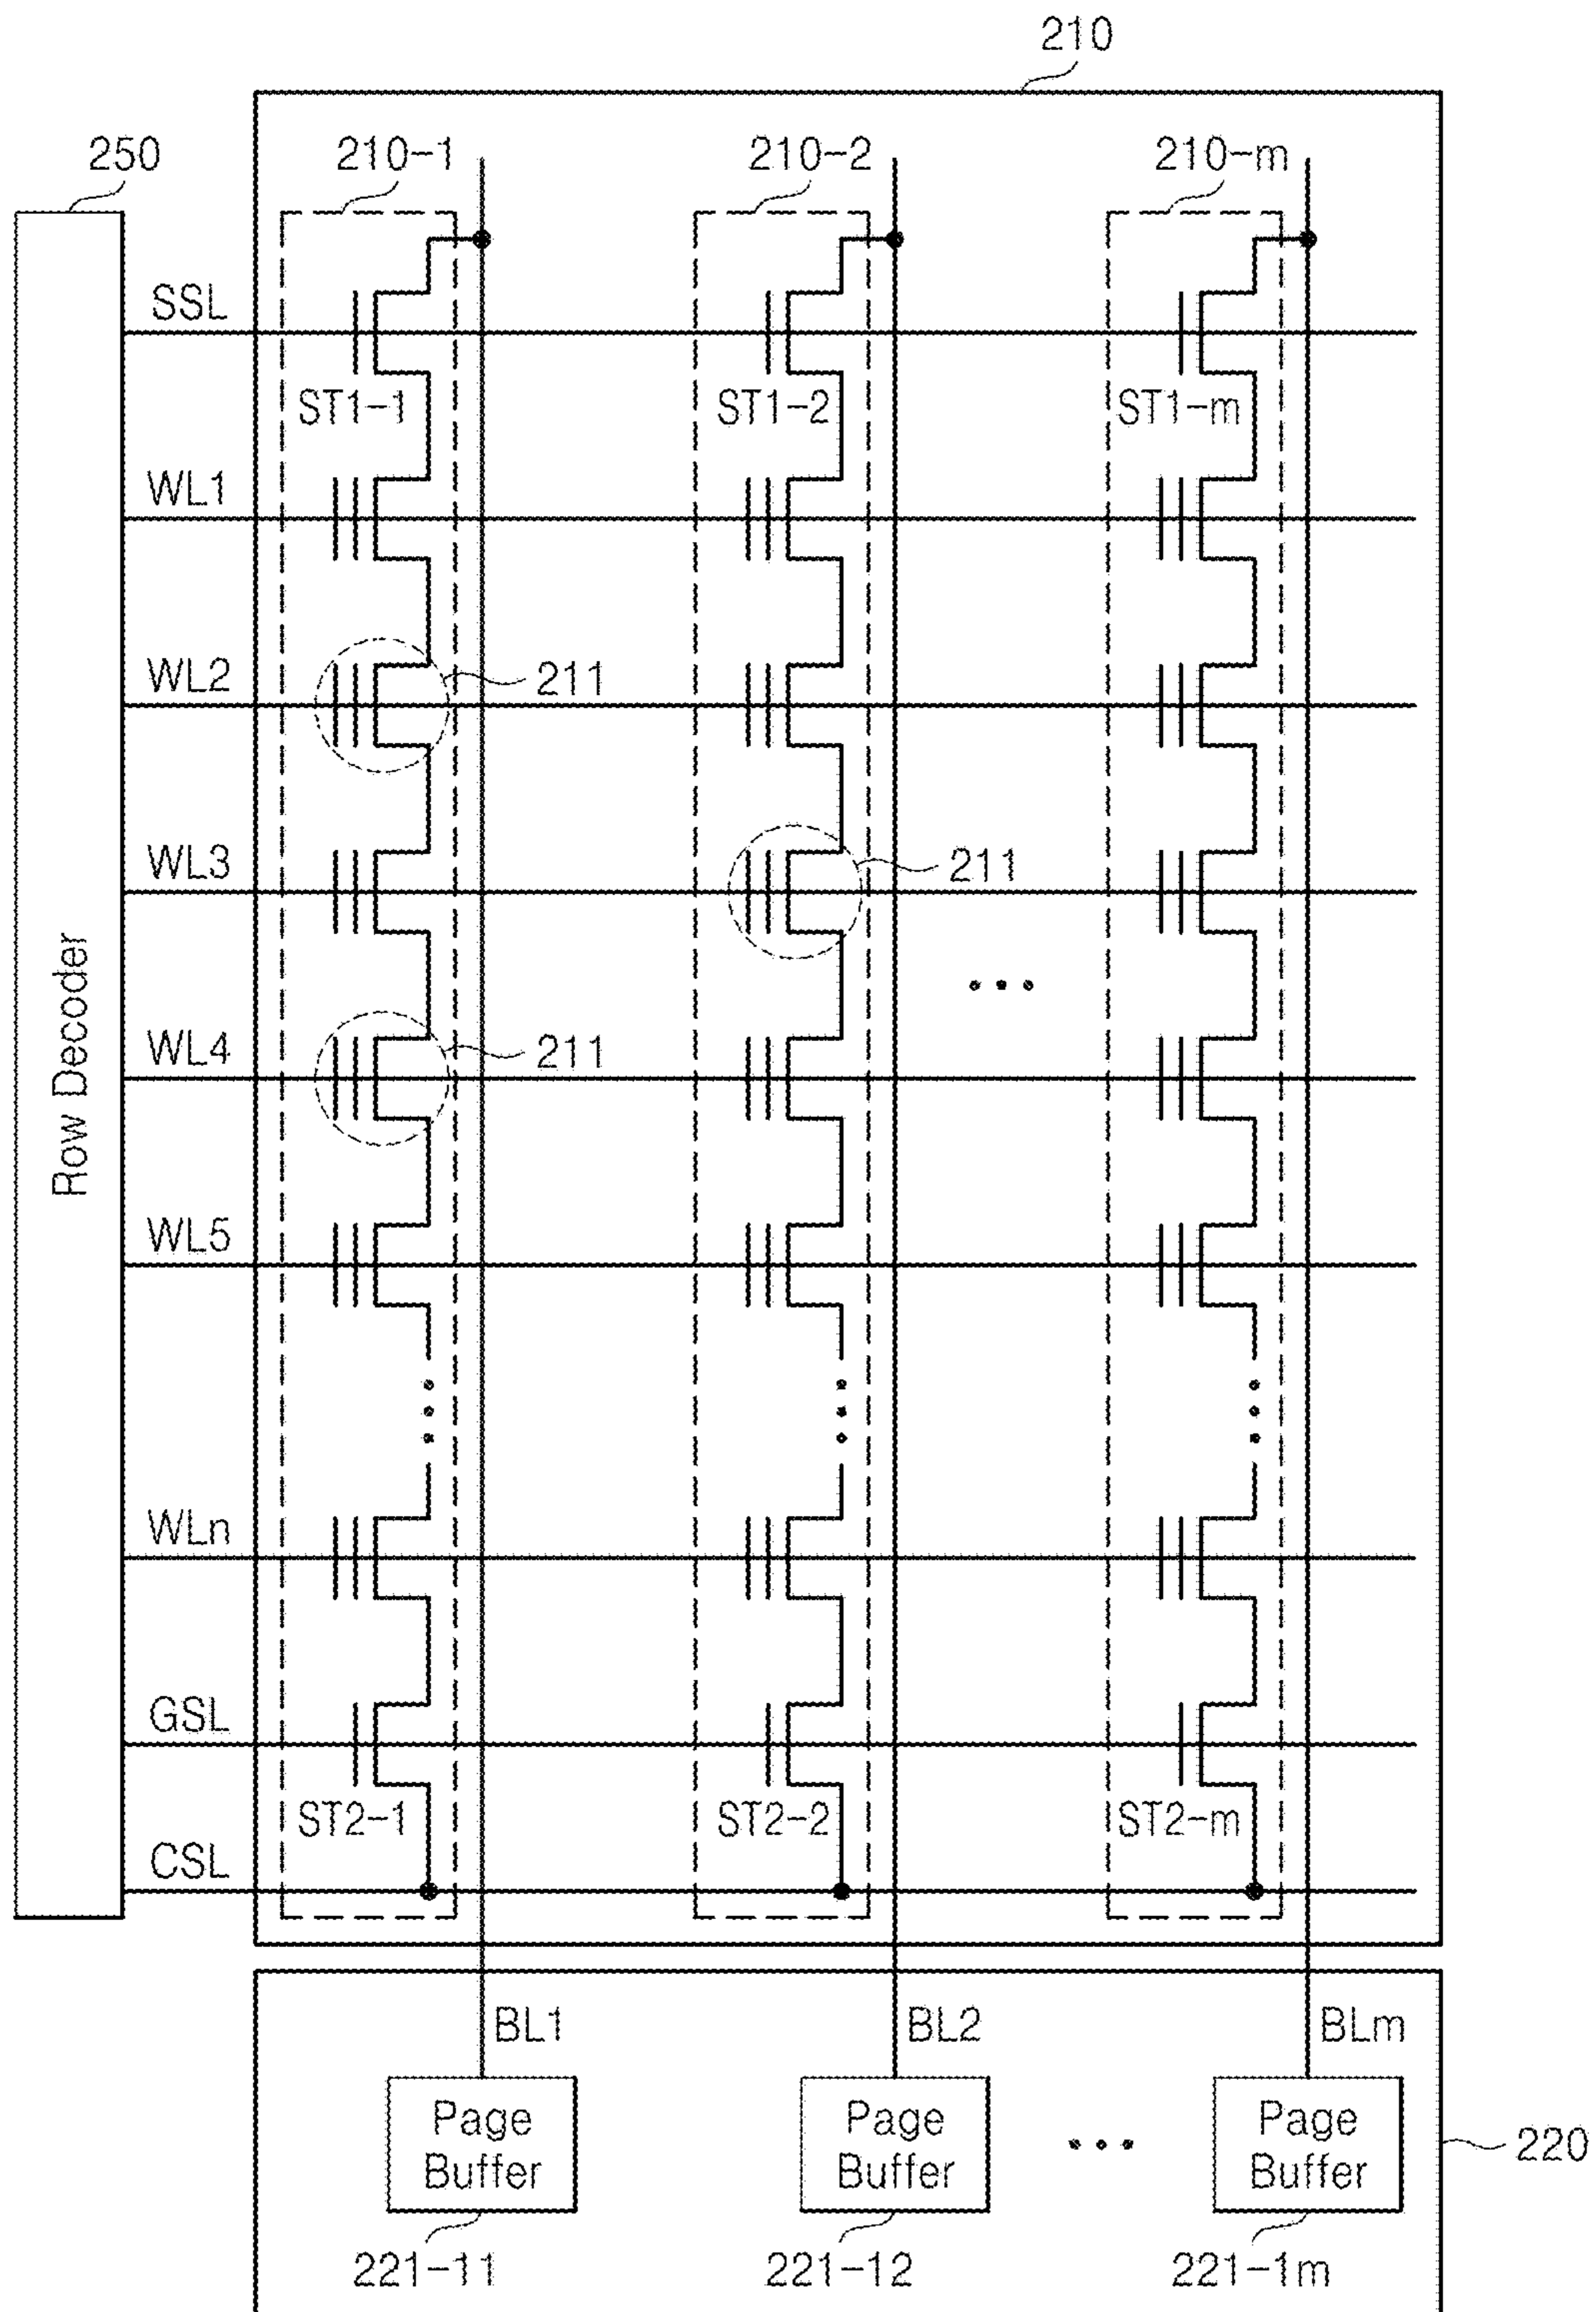 210
250
210-1
210-2
210-m
SSL
ST1-1
ST1-2
ST1-m
WL1
WL2
211
WL3
211
WL4
211
Row Decoder
WL5
WLn
GSL
ST2-1
ST2-2
ST2-m
CSL
BL1
BL2
BLm
Page
Buffer
Page
Buffer
Page
Buffer
220
221-11
221-12
221-1m